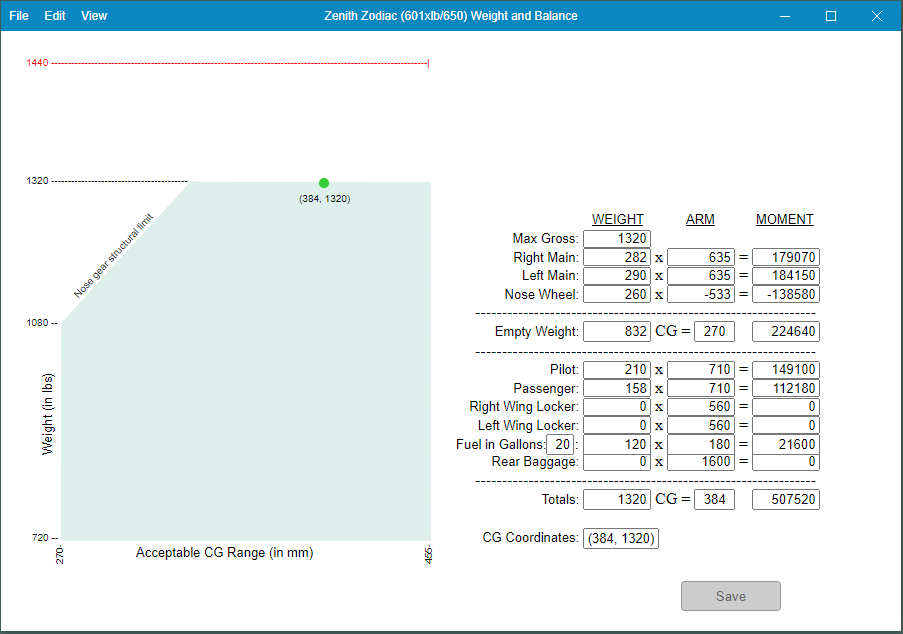 File Edit View Zenith Zodiac (601xlb/650) Weight and Balance
1440
1320
(384, 1320)
Nose gear structural limit
1080 --
Weight (in lbs)
720 --
270-
Acceptable CG Range (in mm)
455-
WEIGHT ARM MOMENT
Max Gross: 1320
Right Main: 282 x 635 = 179070
Left Main: 290 x 635 = 184150
Nose Wheel: 260 x -533 = -138580
Empty Weight: 832 CG = 270 224640
Pilot: 210 x 710 = 149100
Passenger: 158 x 710 = 112180
Right Wing Locker: 0 x 560 = 0
Left Wing Locker: 0 x 560 = 0
Fuel in Gallons: 20 : 120 x 180 = 21600
Rear Baggage: 0 x 1600 = 0
Totals: 1320 CG = 384 507520
CG Coordinates: (384, 1320)
Save